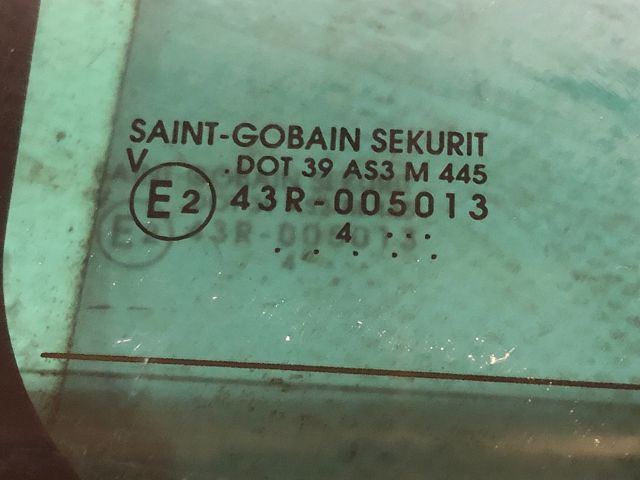 SAINT-GOBAIN SEKURIT
V .DOT 39 AS3 M 445
E2 43R-005013
. 4 . . .
. . . . . .